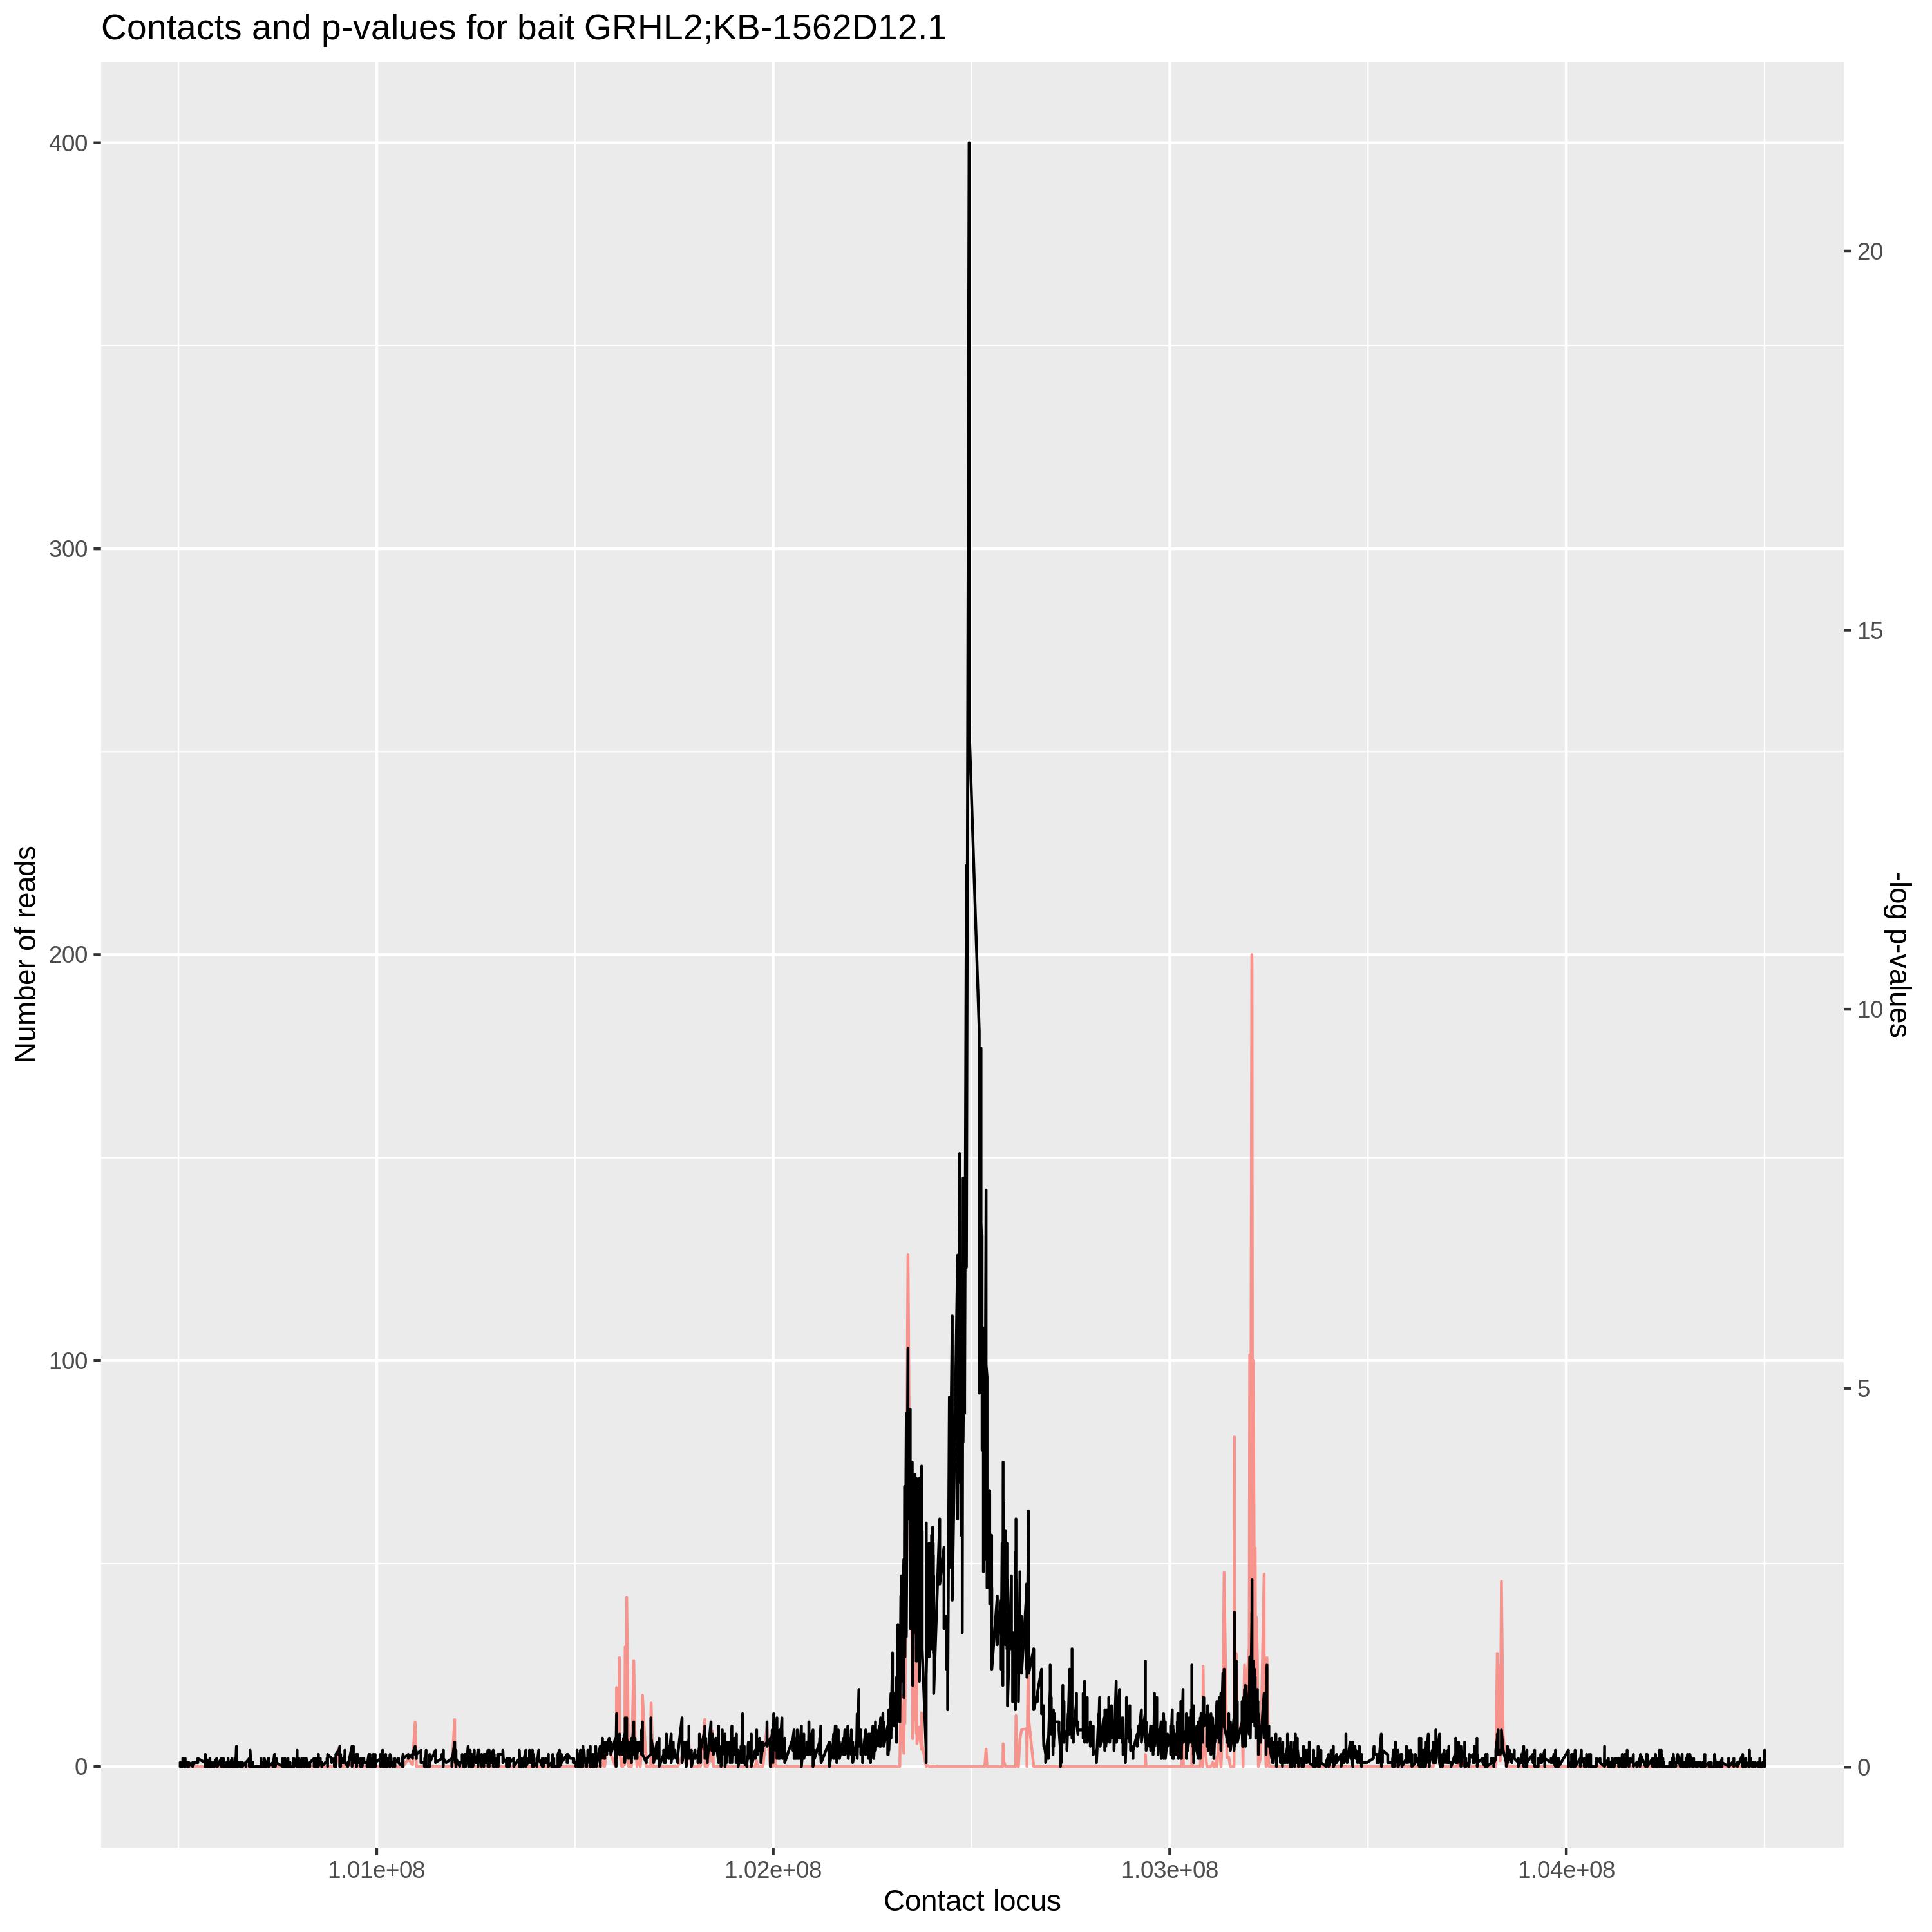 Contacts and p-values for bait GRHL2;KB-1562D12.1
400
300
200
100
0
Number of reads
20
15
10
5
0
-log p-values
1.01e+08
1.02e+08
1.03e+08
1.04e+08
Contact locus